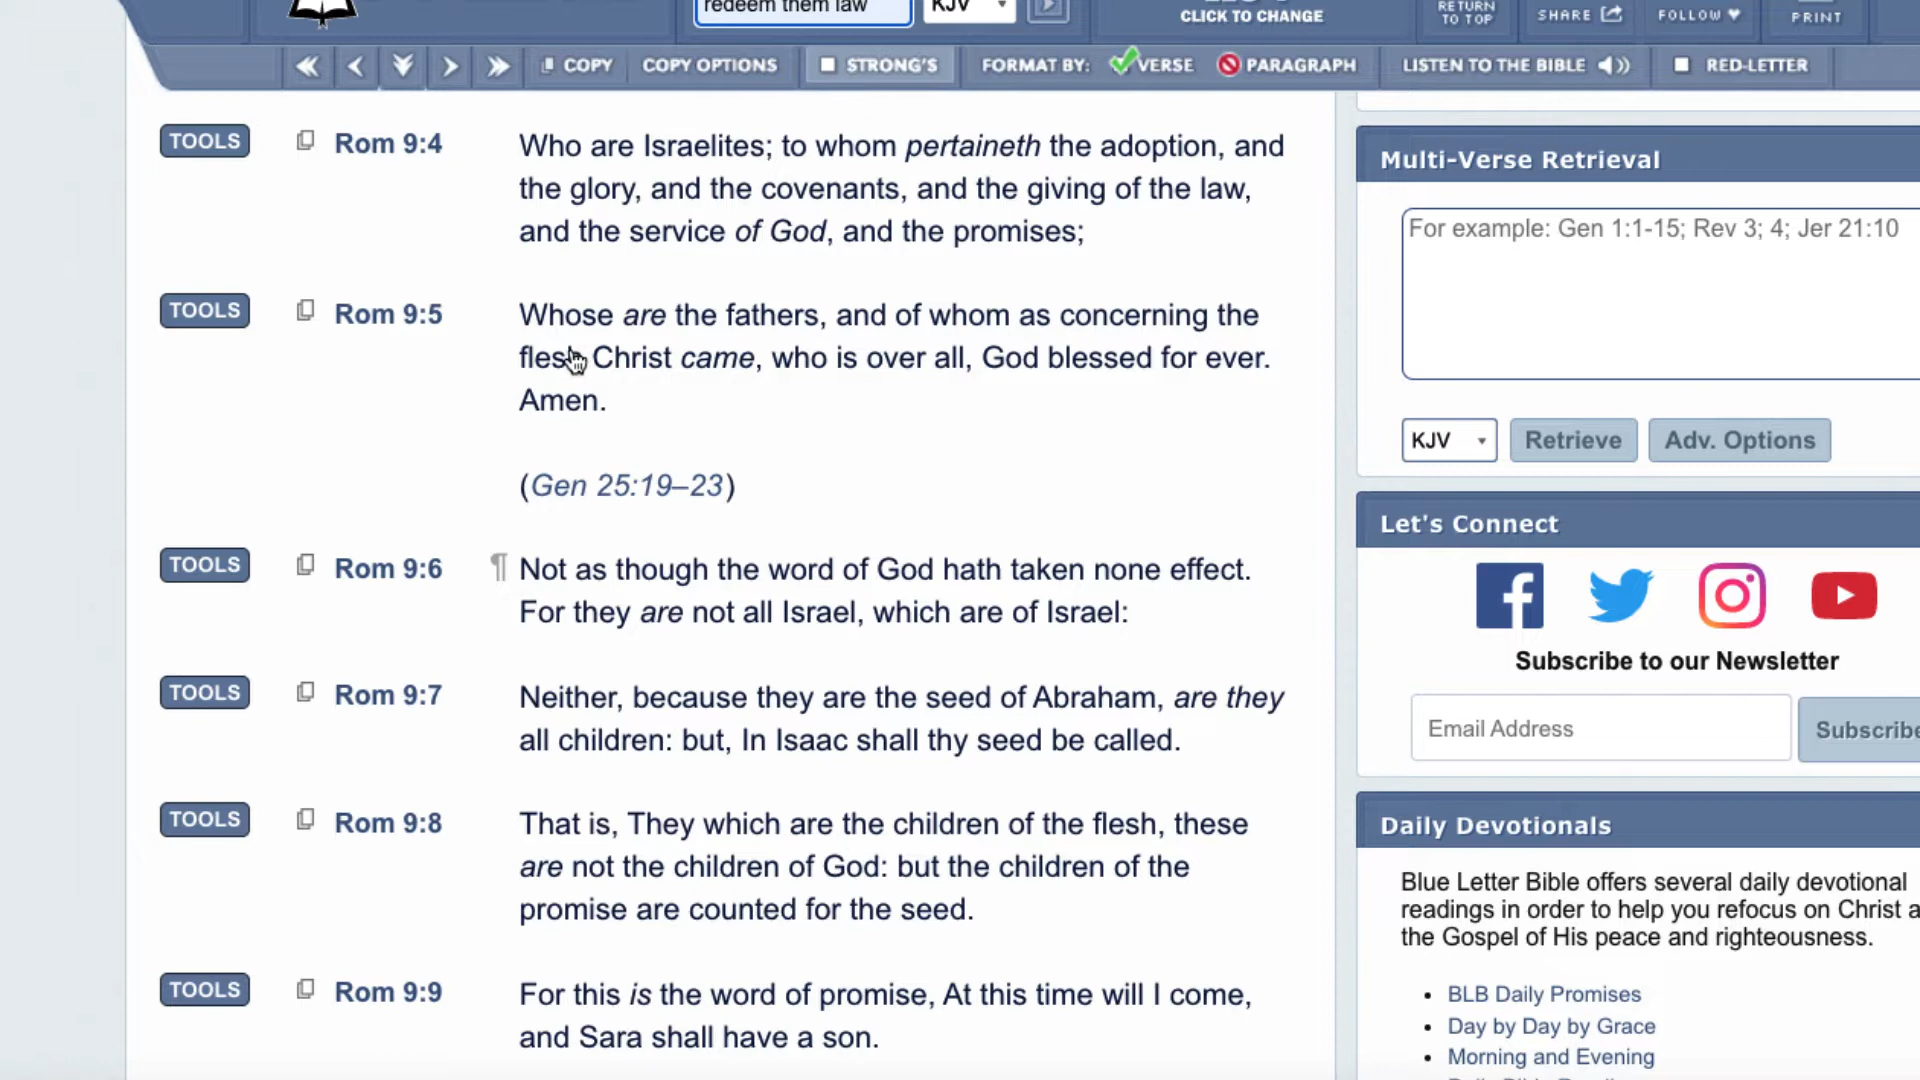 redeem them law
KJV
CLICK TO CHANGE
RETURN
TO TOP
SHARE
FOLLOW
PRINT
COPY
COPY OPTIONS
STRONG'S
FORMAT BY:
VERSE
PARAGRAPH
LISTEN TO THE BIBLE
RED-LETTER
TOOLS
Rom 9:4
Who are Israelites; to whom pertaineth the adoption, and
the glory, and the covenants, and the giving of the law,
and the service of God, and the promises;
TOOLS
Rom 9:5
Whose are the fathers, and of whom as concerning the
flesh Christ came, who is over all, God blessed for ever.
Amen.
(Gen 25:19–23)
TOOLS
Rom 9:6
¶ Not as though the word of God hath taken none effect.
For they are not all Israel, which are of Israel:
TOOLS
Rom 9:7
Neither, because they are the seed of Abraham, are they
all children: but, In Isaac shall thy seed be called.
TOOLS
Rom 9:8
That is, They which are the children of the flesh, these
are not the children of God: but the children of the
promise are counted for the seed.
TOOLS
Rom 9:9
For this is the word of promise, At this time will I come,
and Sara shall have a son.
Multi-Verse Retrieval
For example: Gen 1:1-15; Rev 3; 4; Jer 21:10
KJV
Retrieve
Adv. Options
Let's Connect
Subscribe to our Newsletter
Email Address
Subscribe
Daily Devotionals
Blue Letter Bible offers several daily devotional
readings in order to help you refocus on Christ a
the Gospel of His peace and righteousness.
• BLB Daily Promises
• Day by Day by Grace
• Morning and Evening